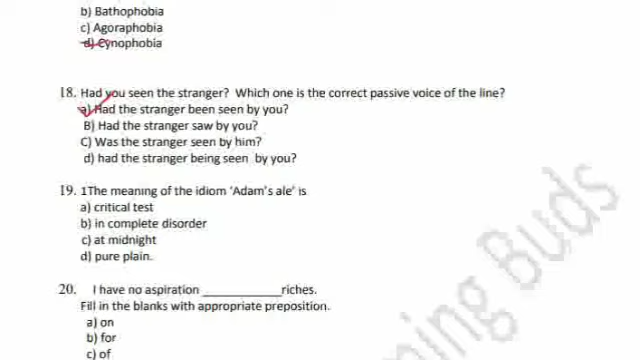 b) Bathophobia
c) Agoraphobia
d) Cynophobia
18. Had you seen the stranger? Which one is the correct passive voice of the line?
a) Had the stranger been seen by you?
B) Had the stranger saw by you?
C) Was the stranger seen by him?
d) had the stranger being seen by you?
19. 1The meaning of the idiom 'Adam's ale' is
a) critical test
b) in complete disorder
c) at midnight
d) pure plain.
20. I have no aspiration ____________riches.
Fill in the blanks with appropriate preposition.
a) on
b) for
c) of
ming Buds